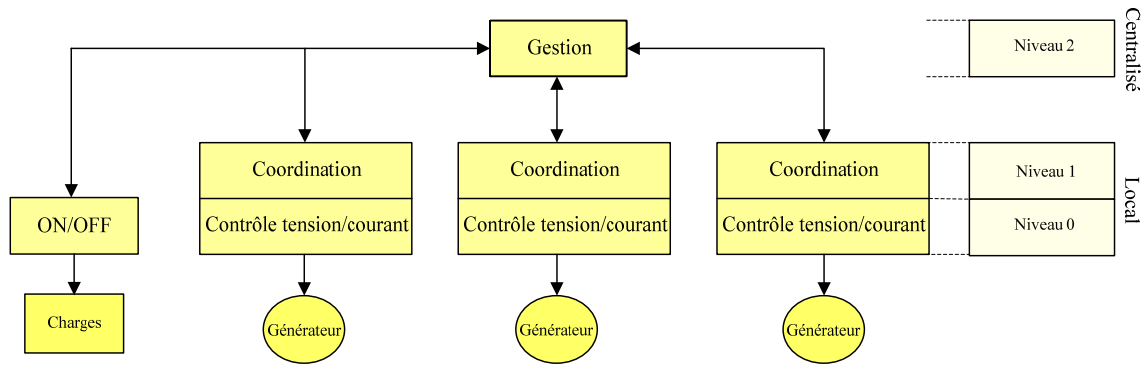 Gestion
Niveau 2
Centralisé
Coordination
Coordination
Coordination
Niveau 1
Local
ON/OFF
Contrôle tension/courant
Contrôle tension/courant
Contrôle tension/courant
Niveau 0
Charges
Générateur
Générateur
Générateur